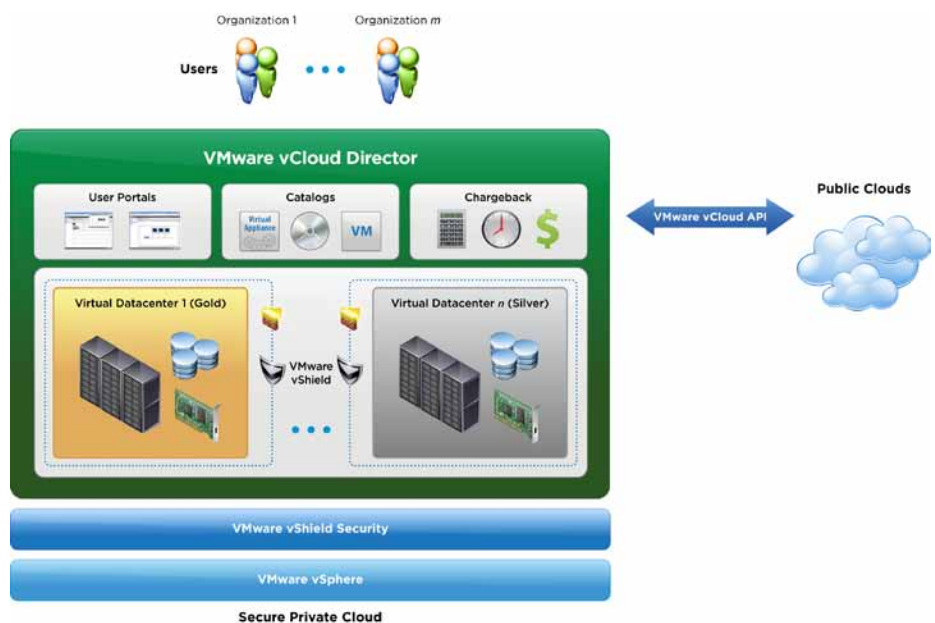 Organization 1
Organization m
Users
VMware vCloud Director
User Portals
Catalogs
Chargeback
Virtual
Appliance
VM
VMware vCloud API
Public Clouds
Virtual Datacenter 1 (Gold)
Virtual Datacenter n (Silver)
VMware
vShield
VMware vShield Security
VMware vSphere
Secure Private Cloud